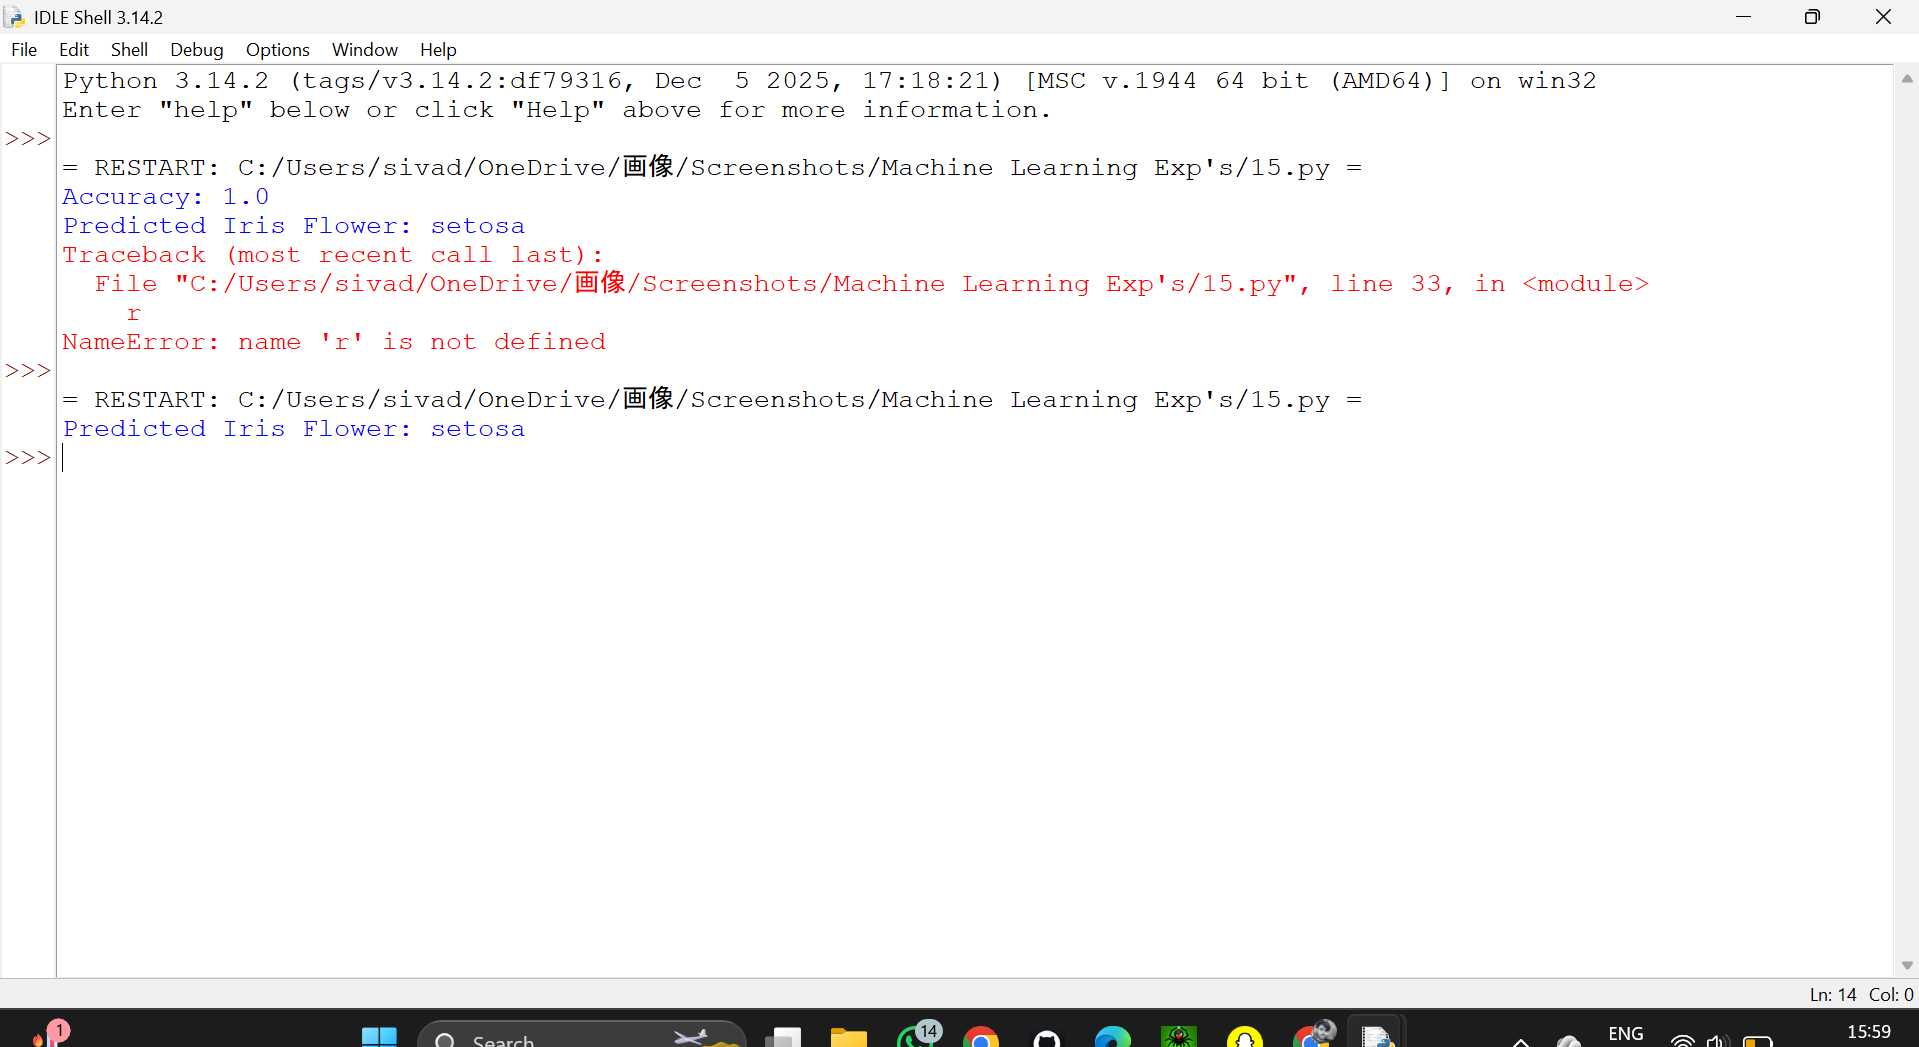 IDLE Shell 3.14.2
File Edit Shell Debug Options Window Help
Python 3.14.2 (tags/v3.14.2:df79316, Dec  5 2025, 17:18:21) [MSC v.1944 64 bit (AMD64)] on win32
Enter "help" below or click "Help" above for more information.
>>>
= RESTART: C:/Users/sivad/OneDrive/画像/Screenshots/Machine Learning Exp's/15.py =
Accuracy: 1.0
Predicted Iris Flower: setosa
Traceback (most recent call last):
  File "C:/Users/sivad/OneDrive/画像/Screenshots/Machine Learning Exp's/15.py", line 33, in <module>
    r
NameError: name 'r' is not defined
>>>
= RESTART: C:/Users/sivad/OneDrive/画像/Screenshots/Machine Learning Exp's/15.py =
Predicted Iris Flower: setosa
>>>
Ln: 14 Col: 0
1 Search 14 ENG 15:59